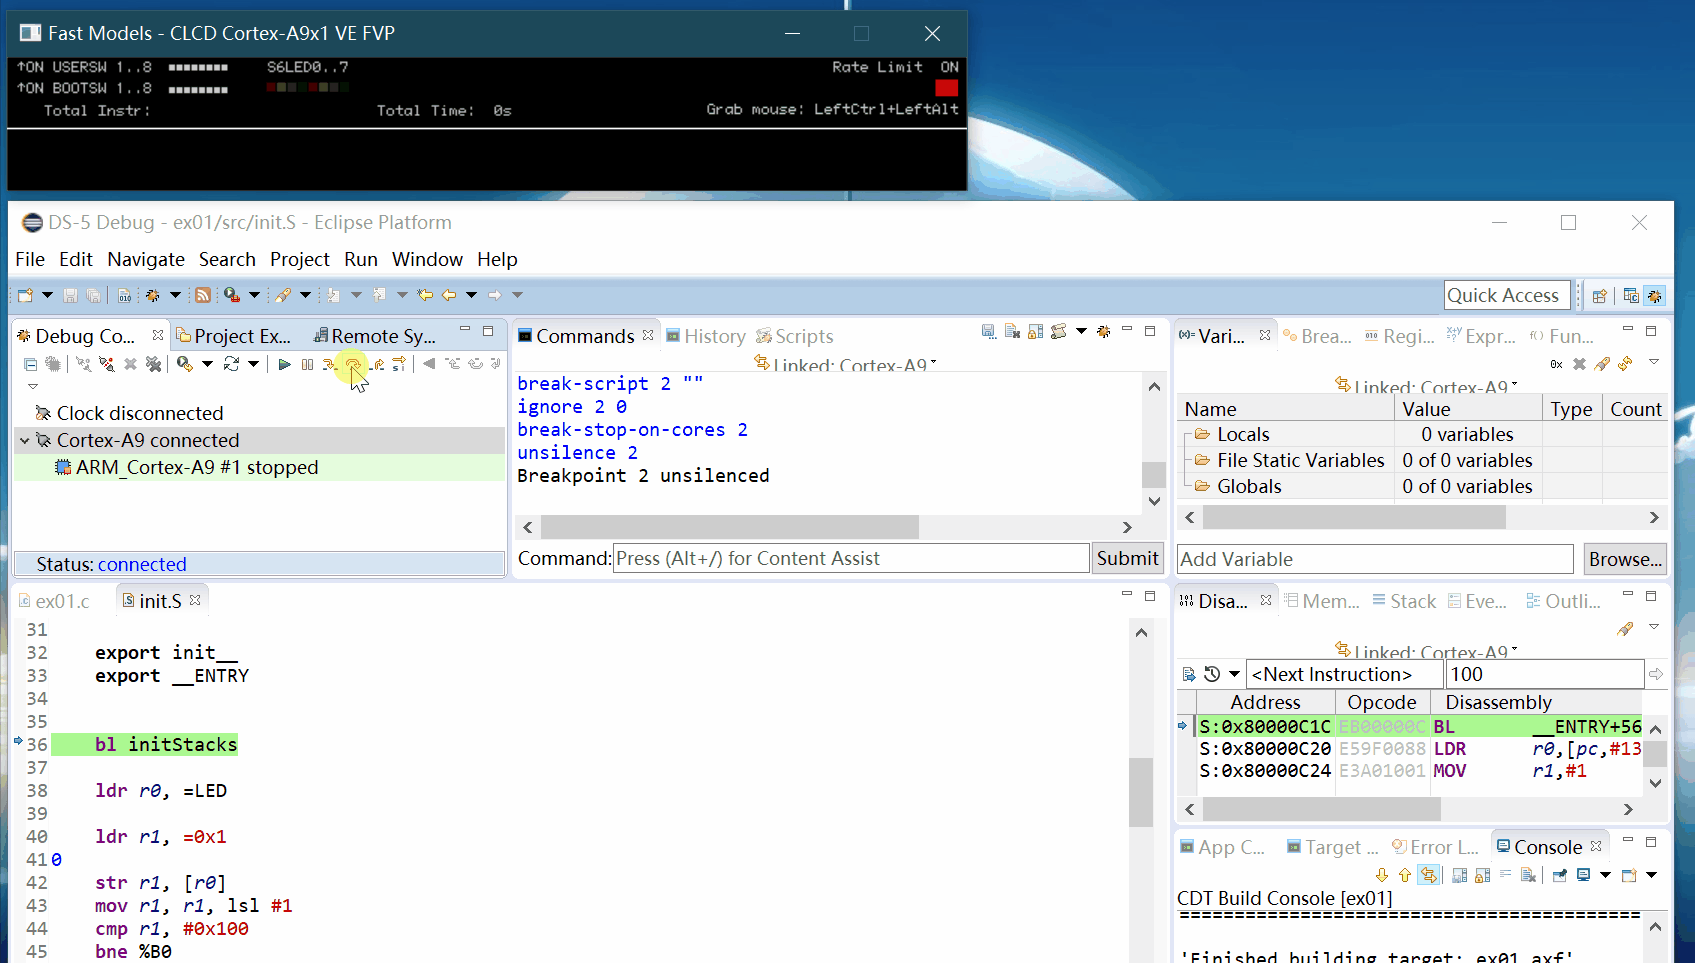 Fast Models - CLCD Cortex-A9x1 VE FVP
↑ON USERSW 1..8 S6LED0..7 Rate Limit ON
↑ON BOOTSW 1..8
Total Instr: Total Time: 0s Grab mouse: LeftCtrl+LeftAlt
DS-5 Debug - ex01/src/init.S - Eclipse Platform
File Edit Navigate Search Project Run Window Help
Quick Access
Debug Co... Project Ex... Remote Sy...
Clock disconnected
Cortex-A9 connected
ARM_Cortex-A9 #1 stopped
Status: connected
Commands History Scripts
Linked: Cortex-A9
break-script 2 ""
ignore 2 0
break-stop-on-cores 2
unsilence 2
Breakpoint 2 unsilenced
Command: Press (Alt+/) for Content Assist Submit
(x)= Vari... Brea... Regi... Expr... Fun...
Linked: Cortex-A9
Name Value Type Count
Locals 0 variables
File Static Variables 0 of 0 variables
Globals 0 of 0 variables
Add Variable Browse...
ex01.c init.S
31
32 export init__
33 export __ENTRY
34
35
36 bl initStacks
37
38 ldr r0, =LED
39
40 ldr r1, =0x1
41 0
42 str r1, [r0]
43 mov r1, r1, lsl #1
44 cmp r1, #0x100
45 bne %B0
Disa... Mem... Stack Eve... Outli...
Linked: Cortex-A9
<Next Instruction> 100
Address Opcode Disassembly
S:0x80000C1C EB00000C BL __ENTRY+56
S:0x80000C20 E59F0088 LDR r0,[pc,#13
S:0x80000C24 E3A01001 MOV r1,#1
App C... Target ... Error L... Console
CDT Build Console [ex01]
==========================================
'Finished building target: ex01.axf'